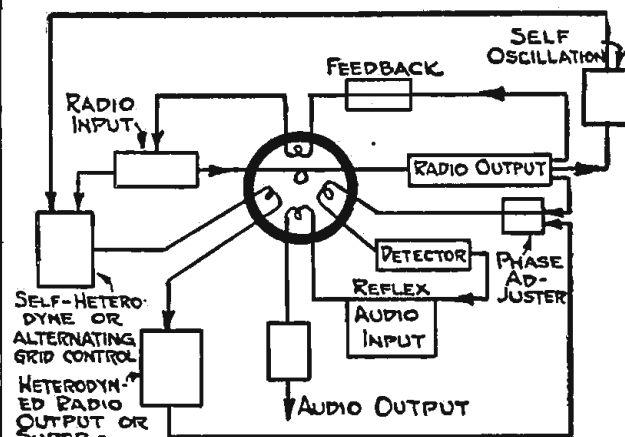 SELF
OSCILLATION
FEEDBACK
RADIO
INPUT
RADIO OUTPUT
DETECTOR
PHASE
AD-
JUSTER
REFLEX
AUDIO
INPUT
SELF-HETERO-
DYNE OR
ALTERNATING
GRID CONTROL
HETERODYN-
ED RADIO
OUTPUT OR
AUDIO OUTPUT